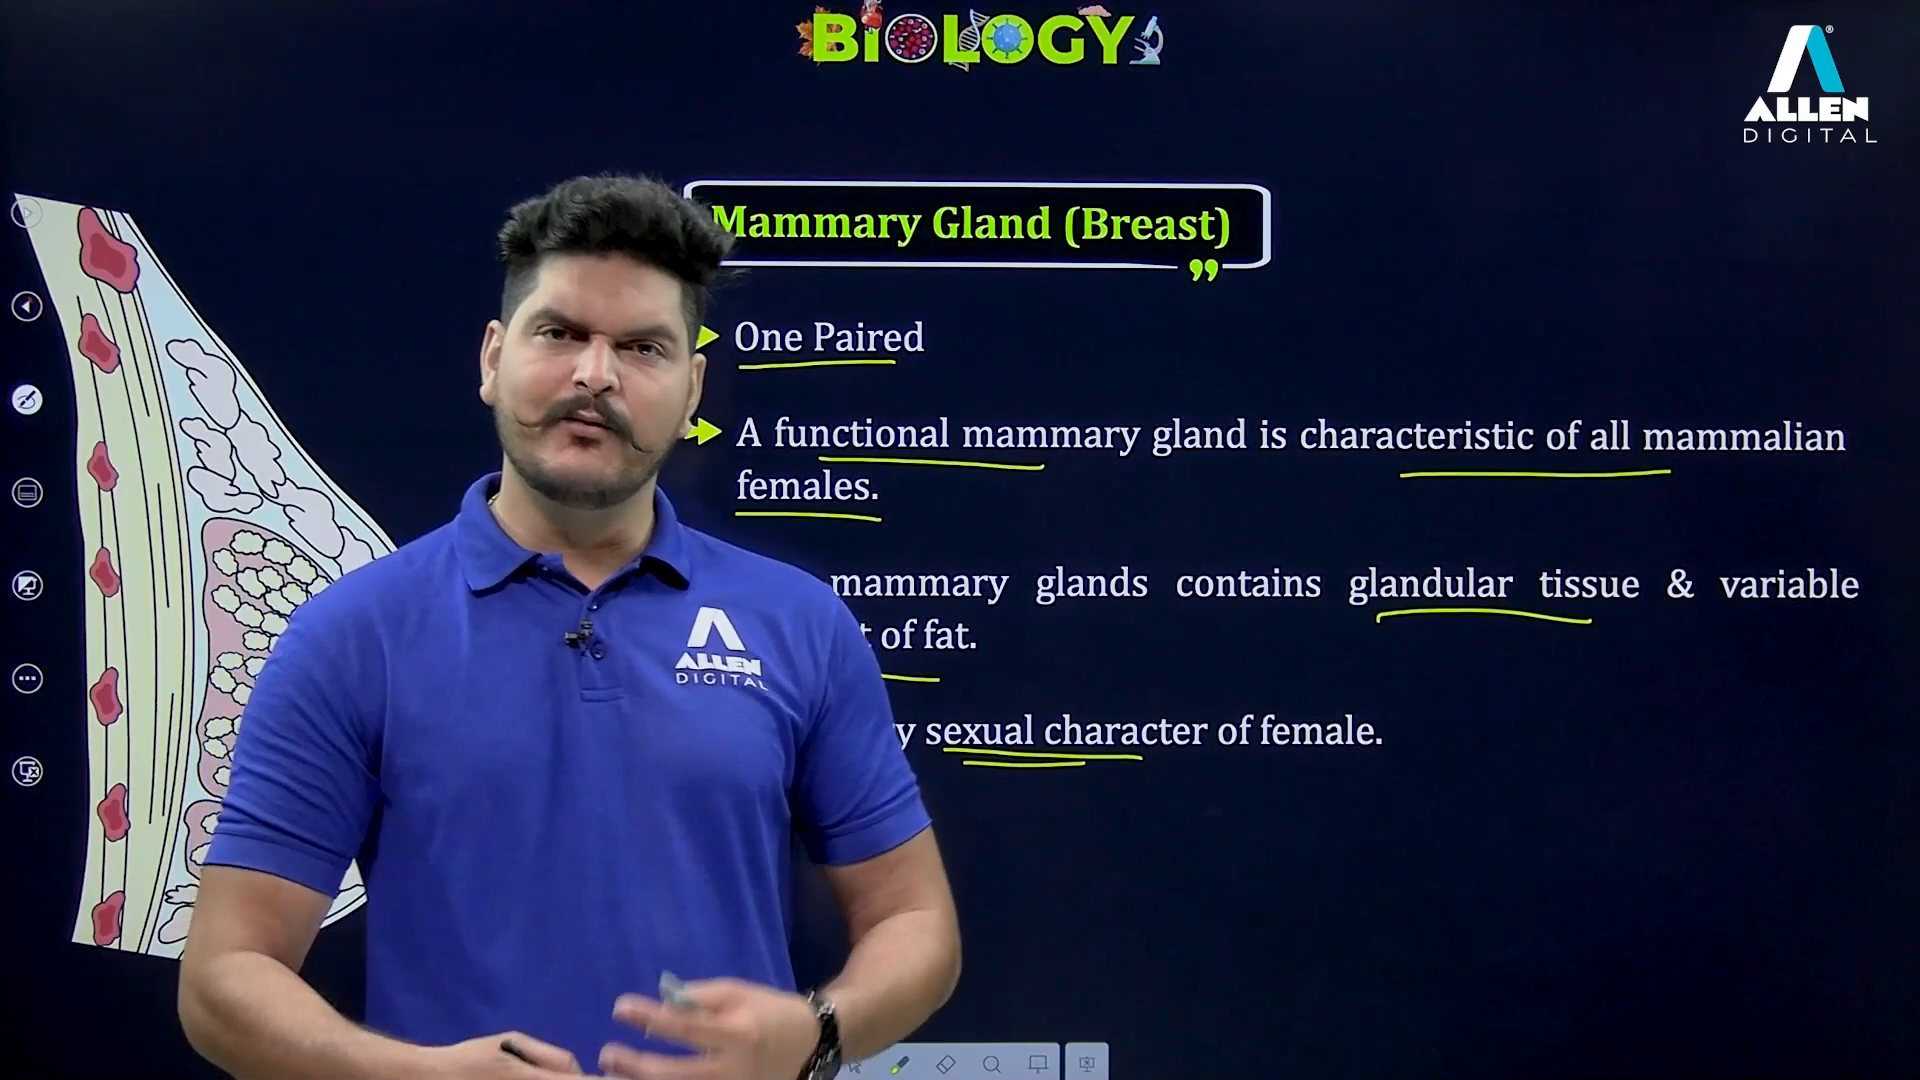 BIOLOGY
ALLEN
DIGITAL
Mammary Gland (Breast)
”
One Paired
A functional mammary gland is characteristic of all mammalian
females.
mammary glands contains glandular tissue & variable
of fat.
sexual character of female.
ALLEN
DIGITAL